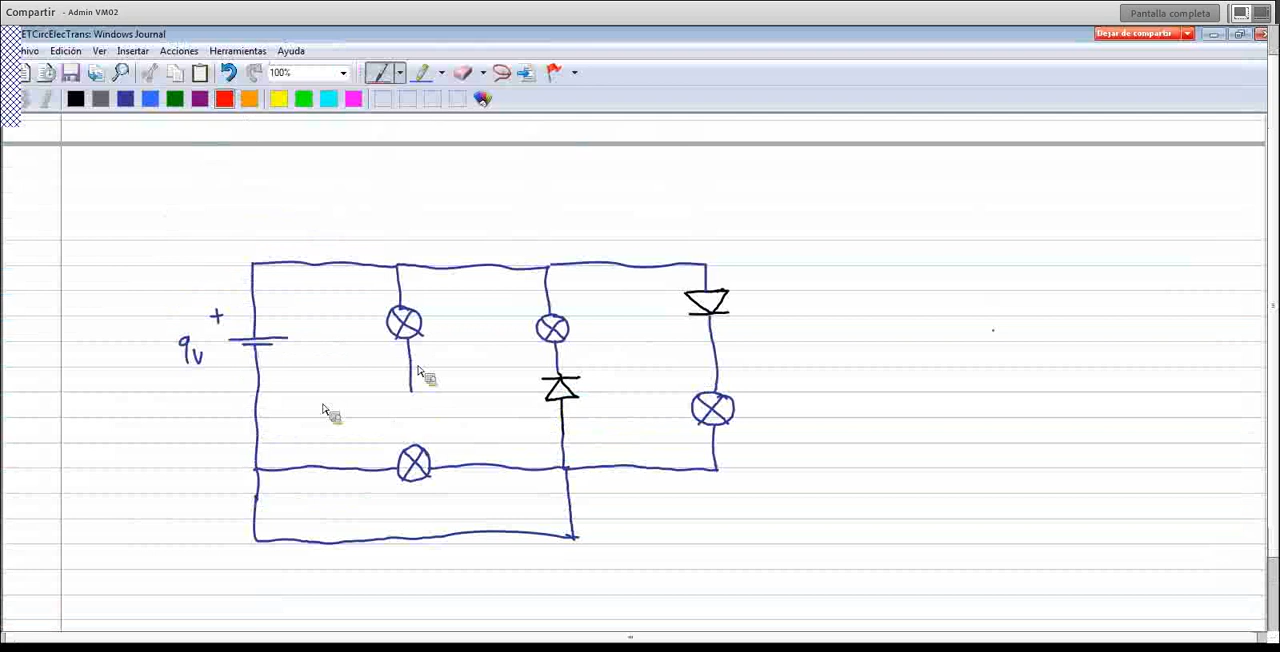 Compartir - Admin VM02
Pantalla completa
ETCircElecTrans: Windows Journal
Dejar de compartir
hivo Edición Ver Insertar Acciones Herramientas Ayuda
100%
+
9v